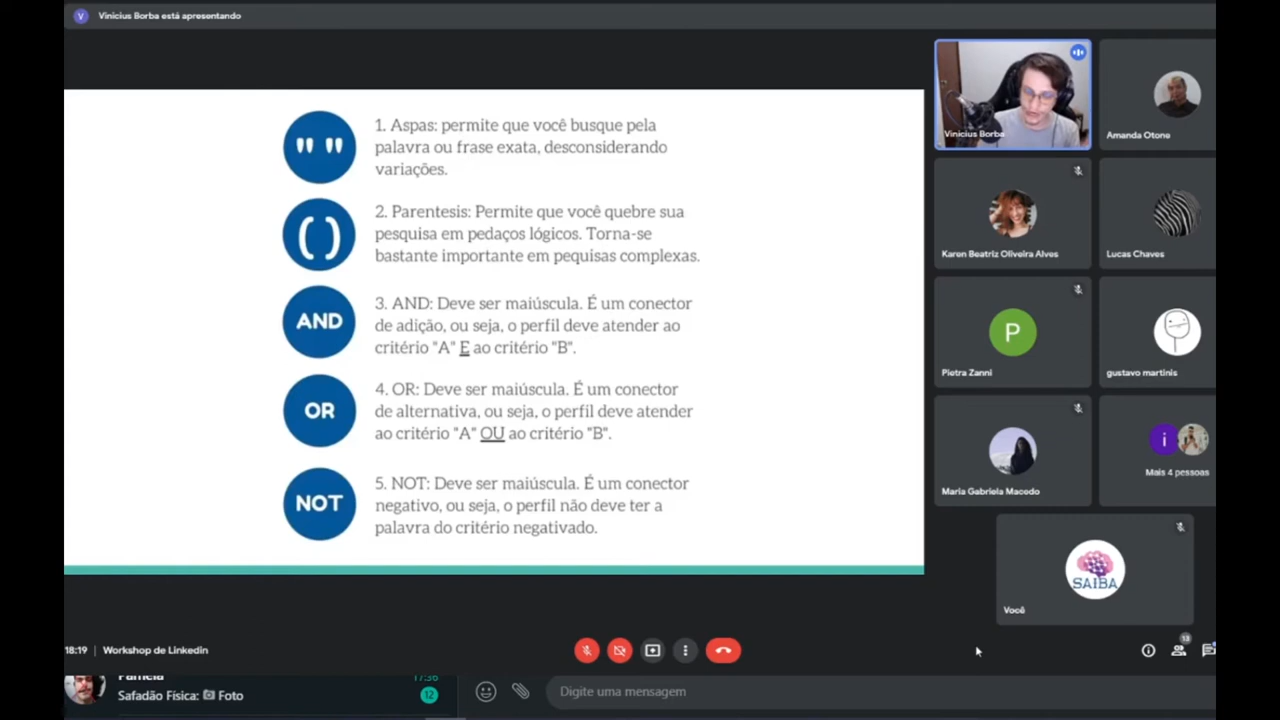 V
Vinicius Borba está apresentando
" "
1. Aspas: permite que você busque pela
palavra ou frase exata, desconsiderando
variações.
( )
2. Parentesis: Permite que você quebre sua
pesquisa em pedaços lógicos. Torna-se
bastante importante em pequisas complexas.
AND
3. AND: Deve ser maiúscula. É um conector
de adição, ou seja, o perfil deve atender ao
critério "A" E ao critério "B".
OR
4. OR: Deve ser maiúscula. É um conector
de alternativa, ou seja, o perfil deve atender
ao critério "A" OU ao critério "B".
NOT
5. NOT: Deve ser maiúscula. É um conector
negativo, ou seja, o perfil não deve ter a
palavra do critério negativado.
Vinicius Borba
Amanda Otone
Karen Beatriz Oliveira Alves
Lucas Chaves
P
Pietra Zanni
gustavo martinis
Maria Gabriela Macedo
i
Mais 4 pessoas
SAIBA
Você
18:19 | Workshop de Linkedin
13
Pamela
17:36
Safadão Física: Foto
12
Digite uma mensagem